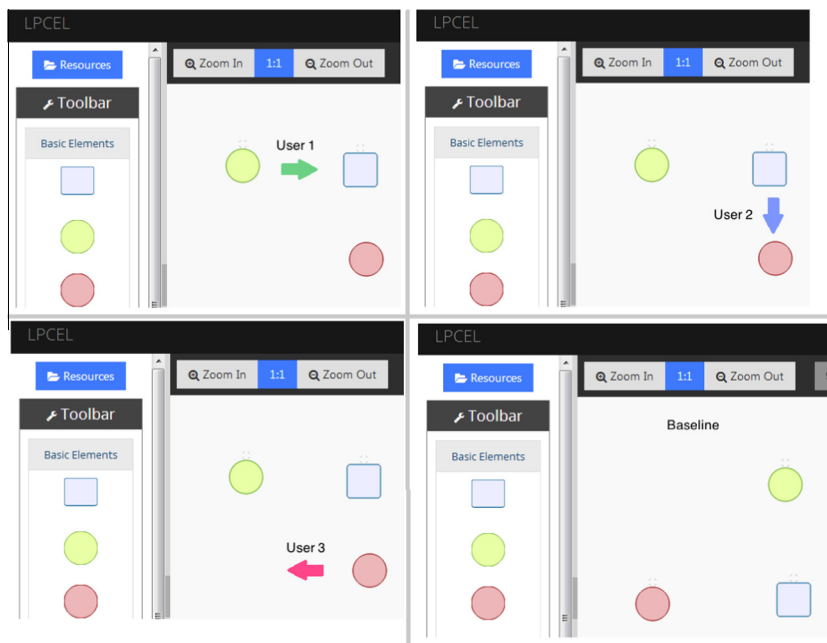 LPCEL
Resources
Zoom In 1:1 Zoom Out
Toolbar
Basic Elements
User 1
LPCEL
Resources
Zoom In 1:1 Zoom Out
Toolbar
Basic Elements
User 2
LPCEL
Resources
Zoom In 1:1 Zoom Out
Toolbar
Basic Elements
User 3
LPCEL
Resources
Zoom In 1:1 Zoom Out
Toolbar
Baseline
Basic Elements